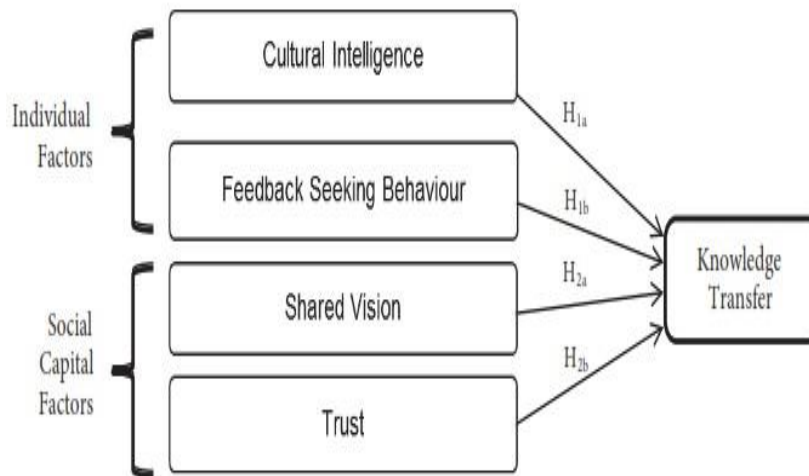 Individual
Factors
Cultural Intelligence
Feedback Seeking Behaviour
Social
Capital
Factors
Shared Vision
Trust
H1a
H1b
H2a
H2b
Knowledge
Transfer